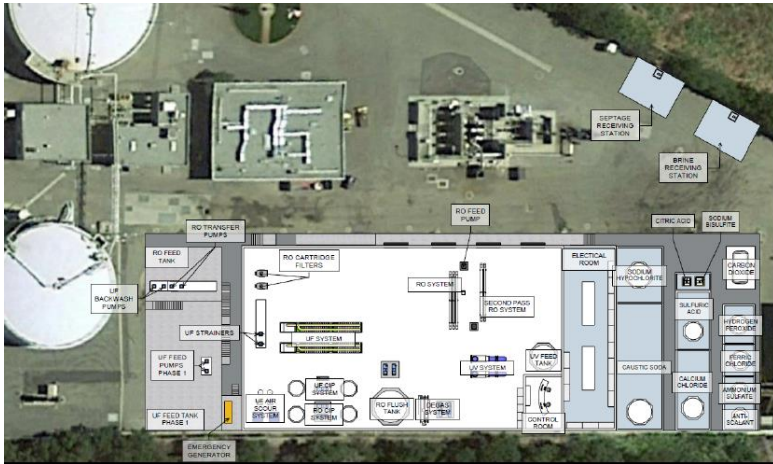 SEPTAGE
RECEIVING
STATION
BRINE
RECEIVING
STATION
RO TRANSFER
PUMPS
RO FEED
TANK
UF
BACKWASH
PUMPS
RO CARTRIDGE
FILTERS
RO FEED
PUMP
ELECTICAL
ROOM
CITRIC ACID
SODIUM
BISULFITE
SODIUM
HYPOCHLORITE
CARBON
DIOXIDE
RO SYSTEM
SECOND PASS
RO SYSTEM
SULFURIC
ACID
HYDROGEN
PEROXIDE
UF STRAINERS
UF SYSTEM
UF FEED
PUMPS
PHASE 1
UV FEED
TANK
UV SYSTEM
CAUSTIC SODA
CALCIUM
CHLORIDE
FERRIC
CHLORIDE
AMMONIUM
SULFATE
ANTI-
SCALANT
UF FEED TANK
PHASE 1
UF AIR
SCOUR
SYSTEM
UF CIP
SYSTEM
RO CIP
SYSTEM
RO FLUSH
TANK
DEGASI
SYSTEM
CONTROL
ROOM
EMERGENCY
GENERATOR